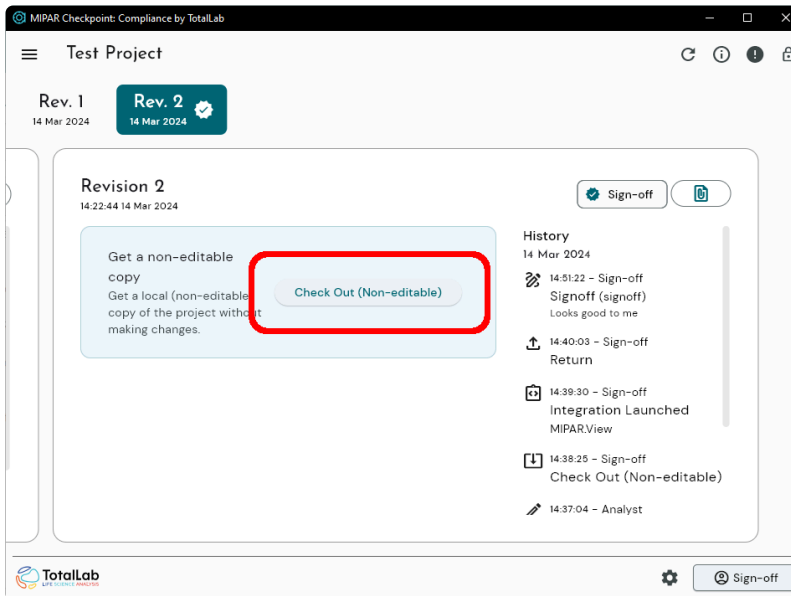 MIPAR Checkpoint: Compliance by TotalLab
Test Project
Rev. 1
14 Mar 2024
Rev. 2
14 Mar 2024
Revision 2
14:22:44 14 Mar 2024
Sign-off
Get a non-editable
copy
Get a local (non-editable
copy of the project without
making changes.
Check Out (Non-editable)
History
14 Mar 2024
14:51:22 - Sign-off
Signoff (signoff)
Looks good to me
14:40:03 - Sign-off
Return
14:39:30 - Sign-off
Integration Launched
MIPAR.View
14:38:25 - Sign-off
Check Out (Non-editable)
14:37:04 - Analyst
TotalLab
LIFE SCIENCE ANALYSIS
Sign-off